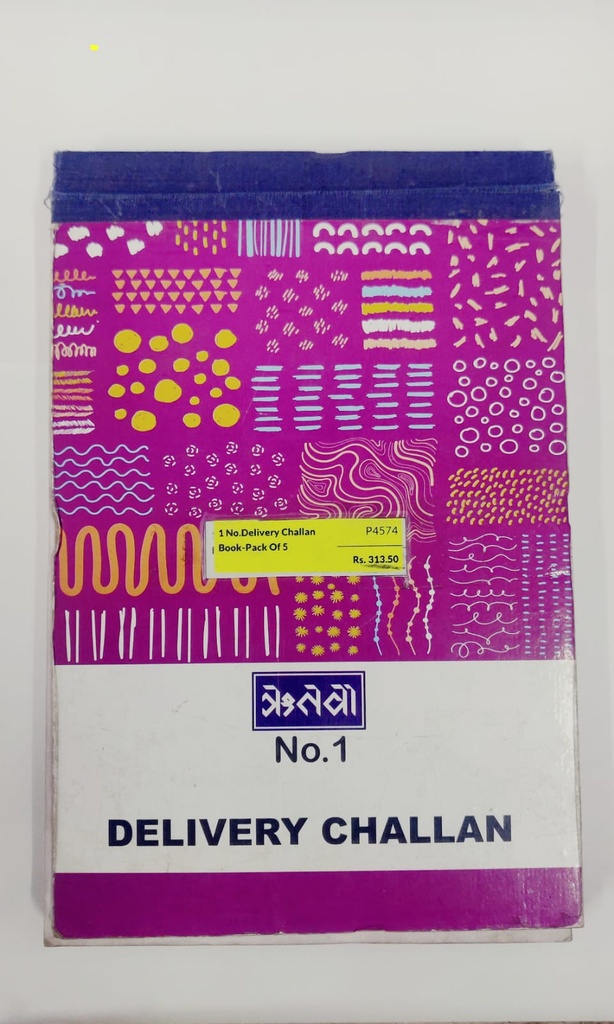 1 No.Delivery Challan P4574
Book-Pack Of 5
Rs. 313.50
No.1
DELIVERY CHALLAN